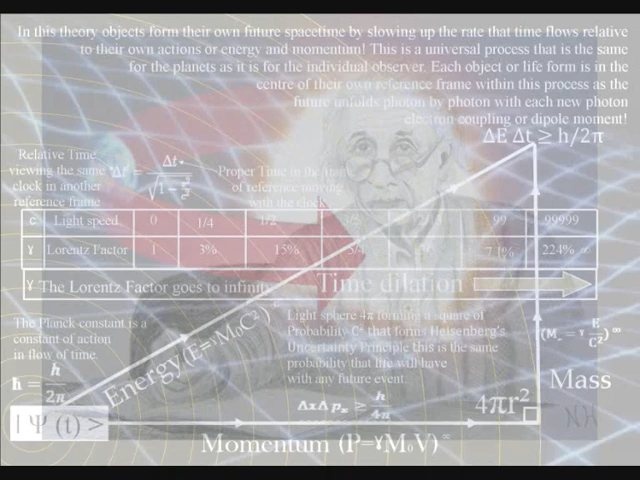 In this theory objects form their own future spacetime by slowing up the rate that time flows relative
to their own actions or energy and momentum! This is a universal process that is the same
for the planets as it is for the individual observer. Each object or life form is in the
centre of their own reference frame within this process as the
future unfolds photon by photon with each new photon
electron coupling or dipole moment!
ΔE Δt ≥ h/2π
Relative Time
viewing the same
clock in another
reference frame
Proper Time in the frame
of reference moving
with the clock
c Light speed 0 1/4 1/2 .99 .99999
γ Lorentz Factor 1 3% 15% 224% ∞
γ The Lorentz Factor goes to infinity
Time dilation
The Planck constant is a
constant of action
in flow of time.
ħ = h/2π
Energy (E=γM₀C²)∞
Light sphere 4π forming a square of
Probability C² that forms Heisenberg's
Uncertainty Principle this is the same
probability that life will have
with any future event
Δx Δpₓ ≥ h/4π
Mass
4πr²
| Ψ (t) >
Momentum (P=γM₀V)∞